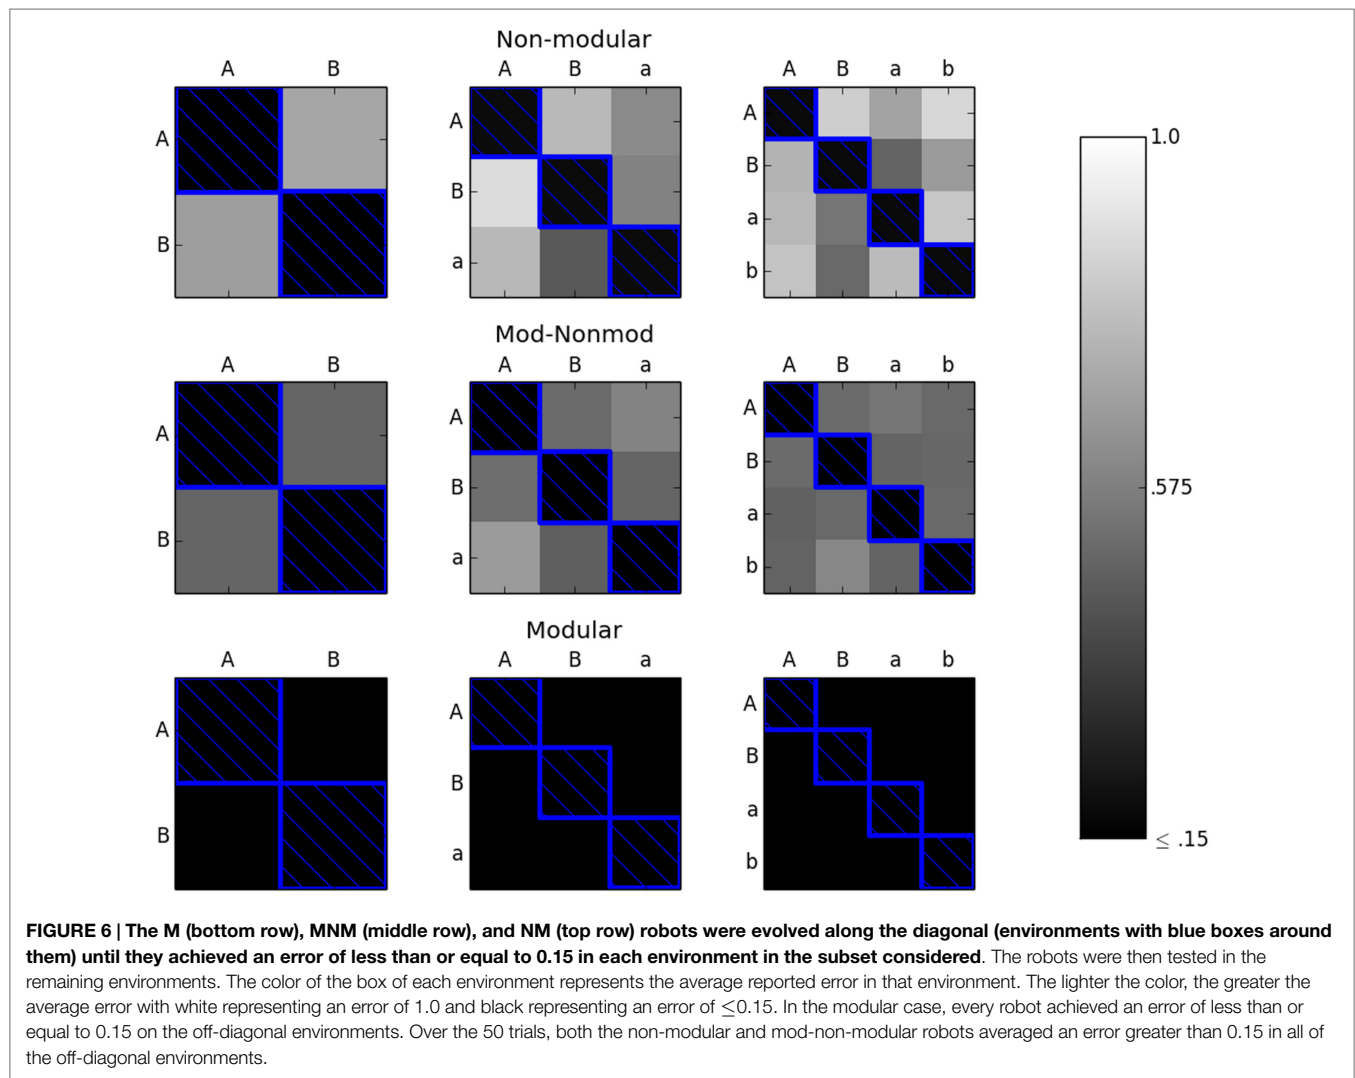 Non-modular
A B
A B a
A B a b
A
B
A
B
a
A
B
a
b
1.0
.575
≤ .15
Mod-Nonmod
A B
A B a
A B a b
A
B
A
B
a
A
B
a
b
Modular
A B
A B a
A B a b
A
B
A
B
a
A
B
a
b
FIGURE 6 | The M (bottom row), MNM (middle row), and NM (top row) robots were evolved along the diagonal (environments with blue boxes around
them) until they achieved an error of less than or equal to 0.15 in each environment in the subset considered. The robots were then tested in the
remaining environments. The color of the box of each environment represents the average reported error in that environment. The lighter the color, the greater the
average error with white representing an error of 1.0 and black representing an error of ≤0.15. In the modular case, every robot achieved an error of less than or
equal to 0.15 on the off-diagonal environments. Over the 50 trials, both the non-modular and mod-non-modular robots averaged an error greater than 0.15 in all of
the off-diagonal environments.